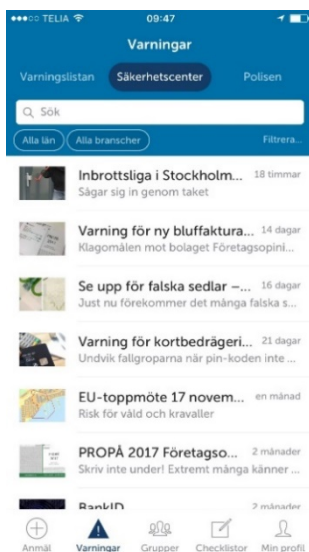 TELIA 09:47
Varningar
Varningslistan Säkerhetscenter Polisen
Sök
Alla län Alla branscher Filtrera...
Inbrottsliga i Stockholm... 18 timmar
Sågar sig in genom taket
Varning för ny bluffaktura... 14 dagar
Klagomålen mot bolaget Företagsopini...
Se upp för falska sedlar –... 16 dagar
Just nu förekommer det många falska s...
Varning för kortbedrägeri... 21 dagar
Undvik fallgroparna när pin-koden inte ...
EU-toppmöte 17 novem... en månad
Risk för våld och kravaller
PROPÅ 2017 Företagso... 2 månader
Skriv inte under! Extremt många känner ...
BankID 2 månader
Anmäl Varningar Grupper Checklistor Min profil